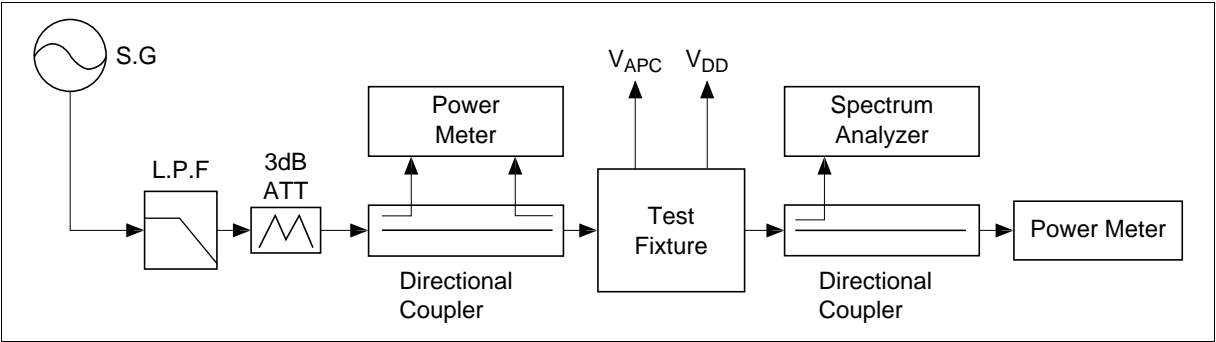 S.G
L.P.F
3dB
ATT
Power
Meter
Directional
Coupler
VAPC
VDD
Test
Fixture
Spectrum
Analyzer
Directional
Coupler
Power Meter